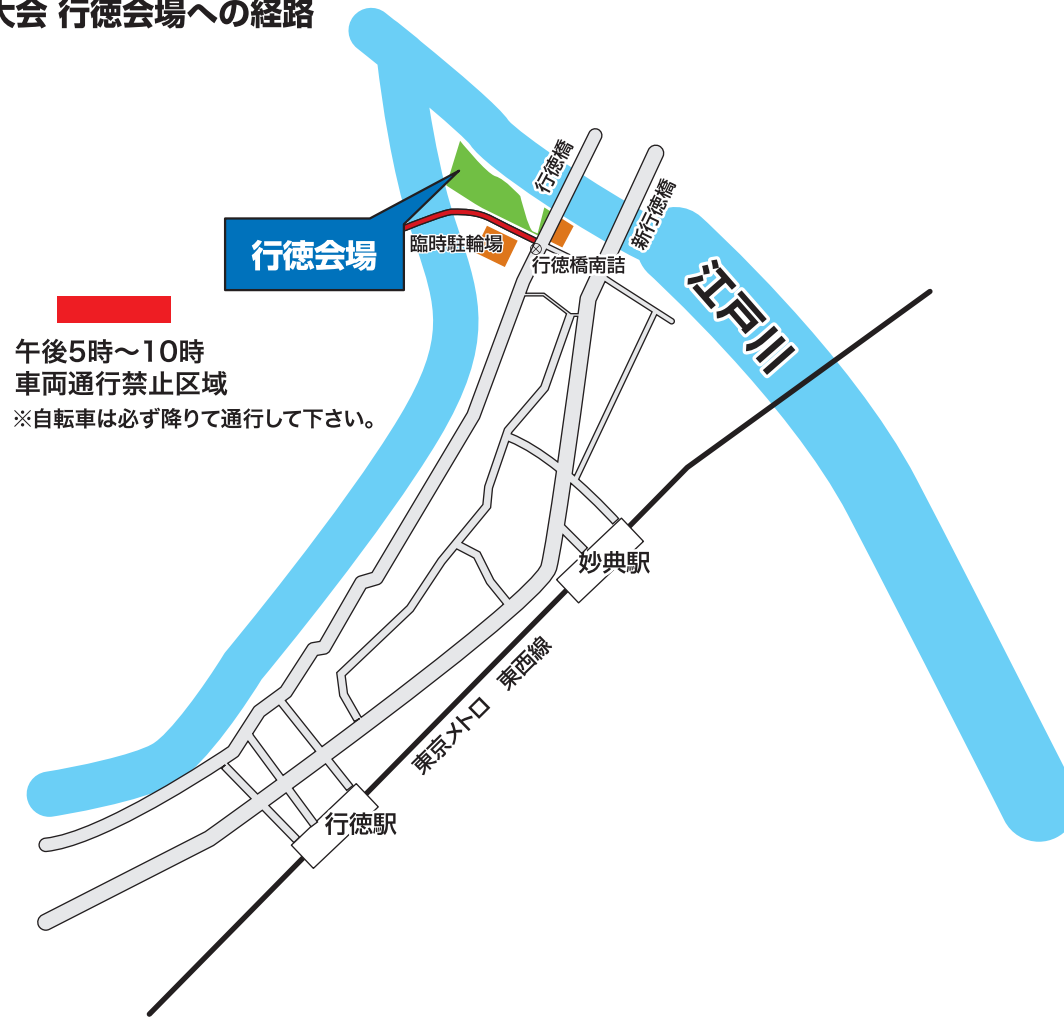 大会 行徳会場への経路
行徳橋
新行徳橋
行徳会場
臨時駐輪場
行徳橋南詰
江戸川
午後5時〜10時
車両通行禁止区域
※自転車は必ず降りて通行して下さい。
妙典駅
東京メトロ 東西線
行徳駅